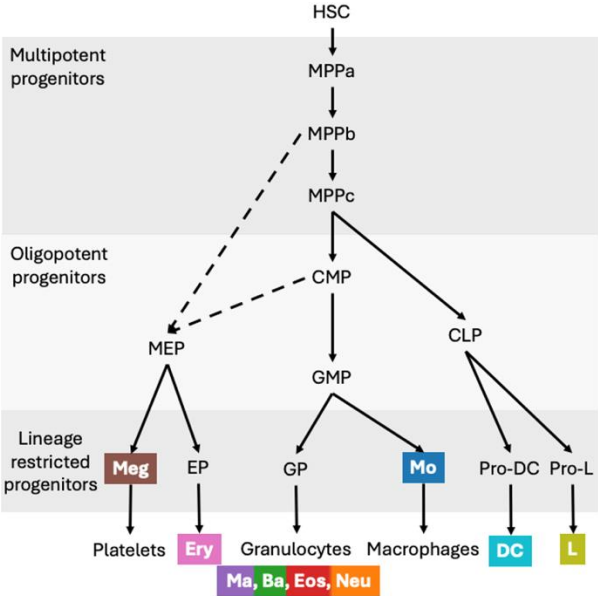 HSC
Multipotent
progenitors
MPPa
MPPb
MPPc
Oligopotent
progenitors
CMP
CLP
MEP
GMP
Lineage
restricted
progenitors
Meg
EP
GP
Mo
Pro-DC
Pro-L
Platelets
Ery
Granulocytes
Macrophages
DC
L
Ma, Ba, Eos, Neu